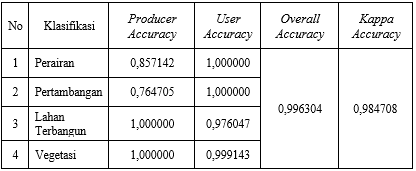 No Klasifikasi Producer Accuracy User Accuracy Overall Accuracy Kappa Accuracy
1 Perairan 0,857142 1,000000 0,996304 0,984708
2 Pertambangan 0,764705 1,000000
3 Lahan Terbangun 1,000000 0,976047
4 Vegetasi 1,000000 0,999143